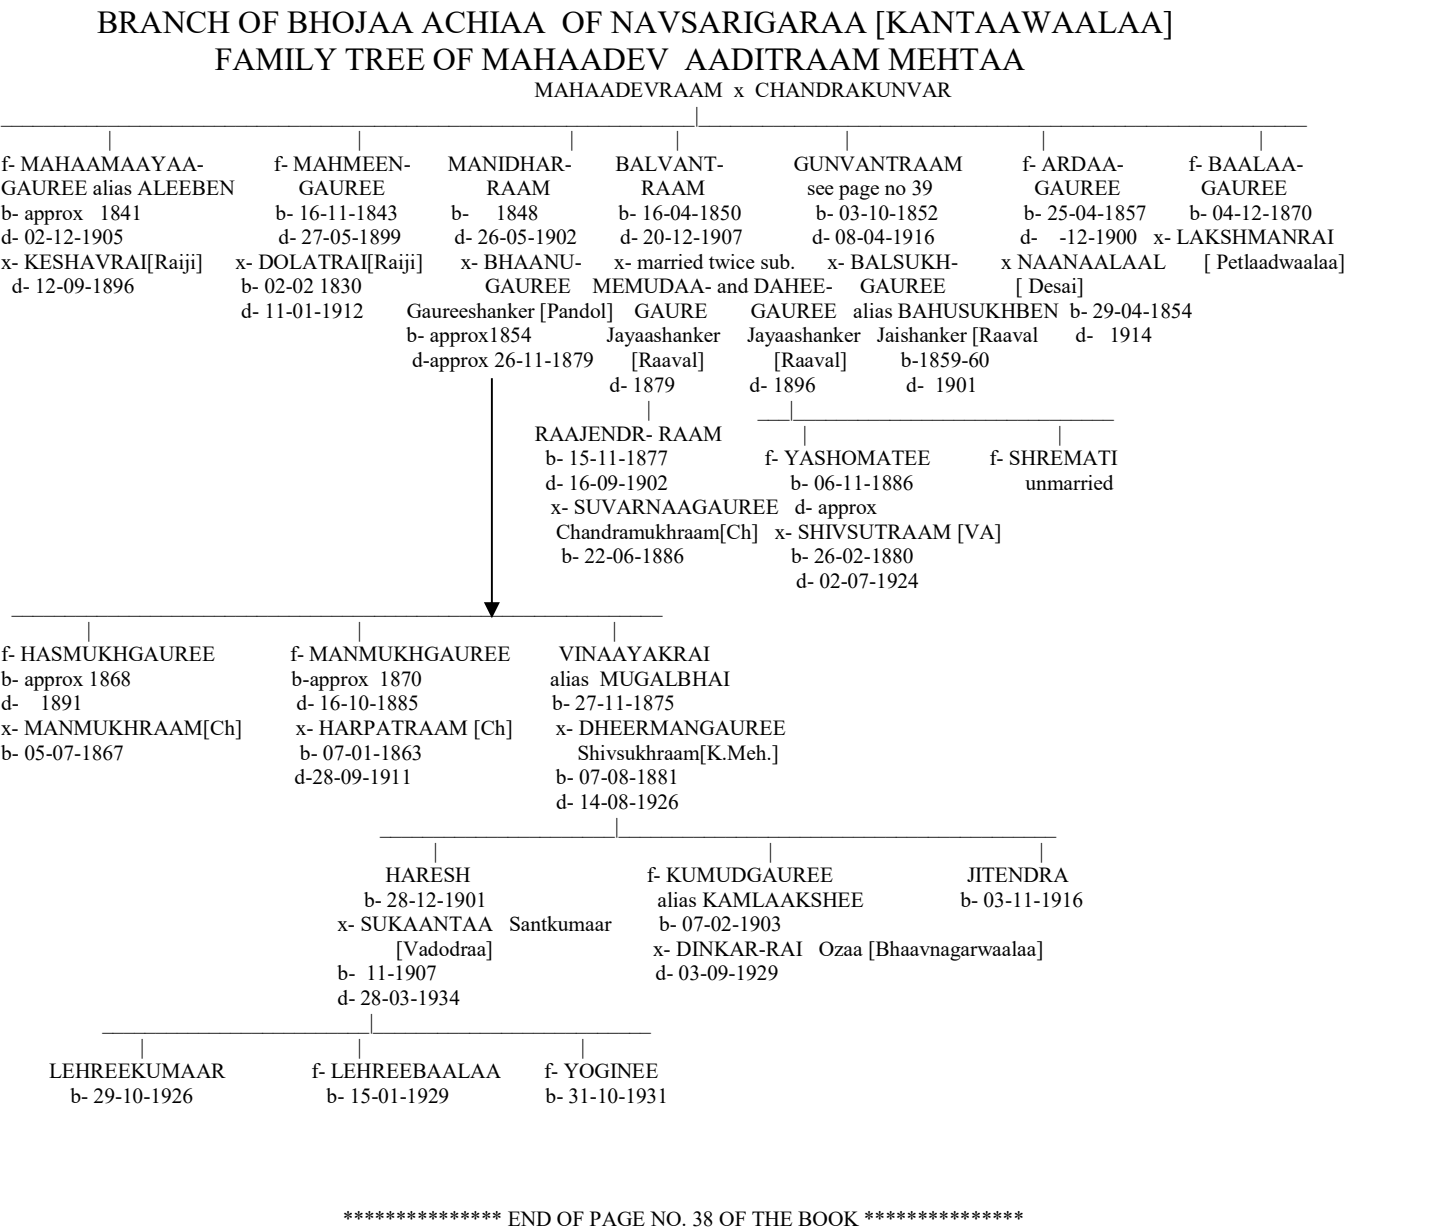 BRANCH OF BHOJAA ACHIAA OF NAVSARIGARAA [KANTAAWAALAA]
FAMILY TREE OF MAHAADEV AADITRAAM MEHTAA
MAHAADEVRAAM x CHANDRAKUNVAR
f- MAHAAMAAYAA- f- MAHMEEN- MANIDHAR- BALVANT- GUNVANTRAAM f- ARDAA- f- BAALAA-
GAUREE alias ALEEBEN GAUREE RAAM RAAM see page no 39 GAUREE GAUREE
b- approx 1841 b- 16-11-1843 b- 1848 b- 16-04-1850 b- 03-10-1852 b- 25-04-1857 b- 04-12-1870
d- 02-12-1905 d- 27-05-1899 d- 26-05-1902 d- 20-12-1907 d- 08-04-1916 d- -12-1900 x- LAKSHMANRAI
x- KESHAVRAI[Raiji] x- DOLATRAI[Raiji] x- BHAANU- x- married twice sub. x- BALSUKH- x NAANAALAAL [ Petlaadwaalaa]
d- 12-09-1896 b- 02-02 1830 GAUREE MEMUDAA- and DAHEE- GAUREE [ Desai]
d- 11-01-1912 Gaureeshanker [Pandol] GAURE GAUREE alias BAHUSUKHBEN b- 29-04-1854
b- approx1854 Jayaashanker Jayaashanker Jaishanker [Raaval d- 1914
d-approx 26-11-1879 [Raaval] [Raaval] b-1859-60
d- 1879 d- 1896 d- 1901
RAAJENDR- RAAM
b- 15-11-1877 f- YASHOMATEE f- SHREMATI
d- 16-09-1902 b- 06-11-1886 unmarried
x- SUVARNAAGAUREE d- approx
Chandramukhraam[Ch] x- SHIVSUTRAAM [VA]
b- 22-06-1886 b- 26-02-1880
d- 02-07-1924
f- HASMUKHGAUREE f- MANMUKHGAUREE VINAAYAKRAI
b- approx 1868 b-approx 1870 alias MUGALBHAI
d- 1891 d- 16-10-1885 b- 27-11-1875
x- MANMUKHRAAM[Ch] x- HARPATRAAM [Ch] x- DHEERMANGAUREE
b- 05-07-1867 b- 07-01-1863 Shivsukhraam[K.Meh.]
d-28-09-1911 b- 07-08-1881
d- 14-08-1926
HARESH f- KUMUDGAUREE JITENDRA
b- 28-12-1901 alias KAMLAAKSHEE b- 03-11-1916
x- SUKAANTAA Santkumaar b- 07-02-1903
[Vadodraa] x- DINKAR-RAI Ozaa [Bhaavnagarwaalaa]
b- 11-1907 d- 03-09-1929
d- 28-03-1934
LEHREEKUMAAR f- LEHREEBAALAA f- YOGINEE
b- 29-10-1926 b- 15-01-1929 b- 31-10-1931
*************** END OF PAGE NO. 38 OF THE BOOK ***************